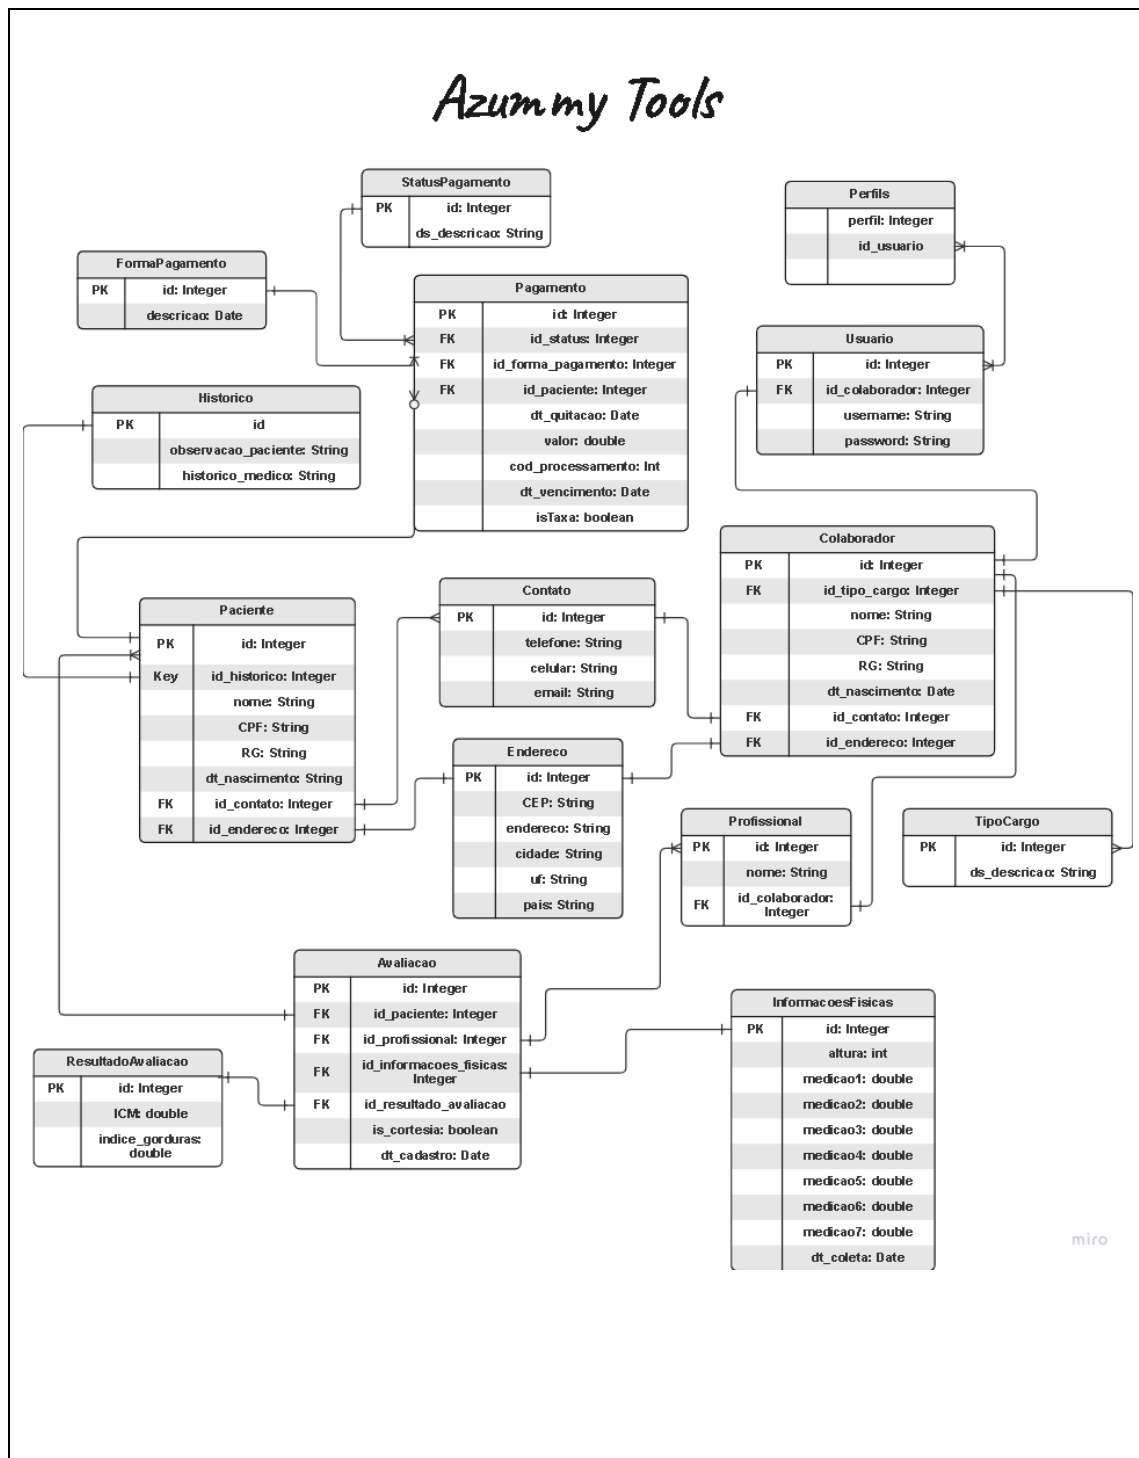 Azummy Tools
StatusPagamento
PK id: Integer
ds_descricao: String
Perfils
perfil: Integer
id_usuario
FormaPagamento
PK id: Integer
descricao: Date
Pagamento
PK id: Integer
FK id_status: Integer
FK id_forma_pagamento: Integer
FK id_paciente: Integer
dt_quitacao: Date
valor: double
cod_processamento: Int
dt_vencimento: Date
isTaxa: boolean
Usuario
PK id: Integer
FK id_colaborador: Integer
username: String
password: String
Historico
PK id
observacao_paciente: String
historico_medico: String
Colaborador
PK id: Integer
FK id_tipo_cargo: Integer
nome: String
CPF: String
RG: String
dt_nascimento: Date
FK id_contato: Integer
FK id_endereco: Integer
Contato
PK id: Integer
telefone: String
celular: String
email: String
Paciente
PK id: Integer
Key id_historico: Integer
nome: String
CPF: String
RG: String
dt_nascimento: String
FK id_contato: Integer
FK id_endereco: Integer
Endereco
PK id: Integer
CEP: String
endereco: String
cidade: String
uf: String
pais: String
Profissional
PK id: Integer
nome: String
FK id_colaborador:
Integer
TipoCargo
PK id: Integer
ds_descricao: String
Avaliacao
PK id: Integer
FK id_paciente: Integer
FK id_profissional: Integer
FK id_informacoes_fisicas:
Integer
FK id_resultado_avaliacao
is_cortesia: boolean
dt_cadastro: Date
InformacoesFisicas
PK id: Integer
altura: int
medicao1: double
medicao2: double
medicao3: double
medicao4: double
medicao5: double
medicao6: double
medicao7: double
dt_coleta: Date
ResultadoAvaliacao
PK id: Integer
ICM: double
indice_gorduras:
double
miro